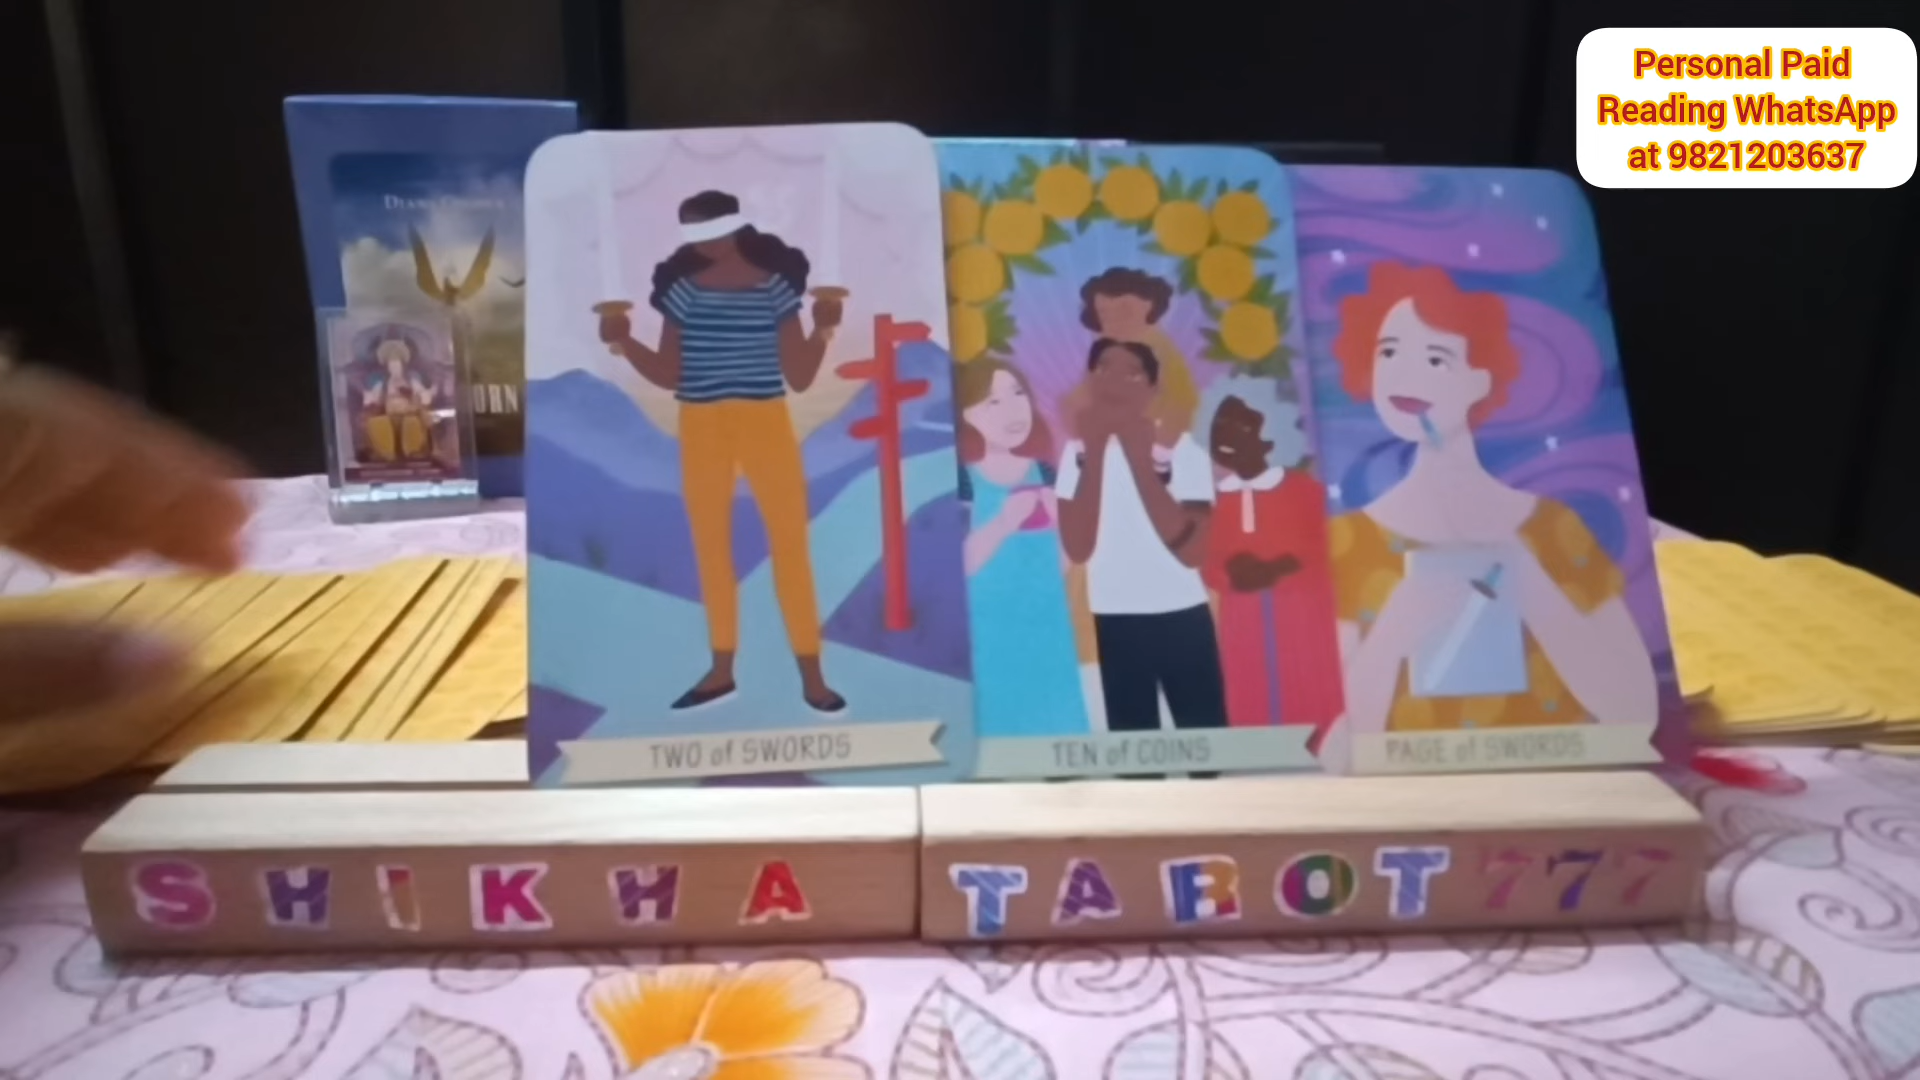 Personal Paid
Reading WhatsApp
at 9821203637
TWO of SWORDS
TEN of COINS
PAGE of SWORDS
SHIKHA TAROT 777